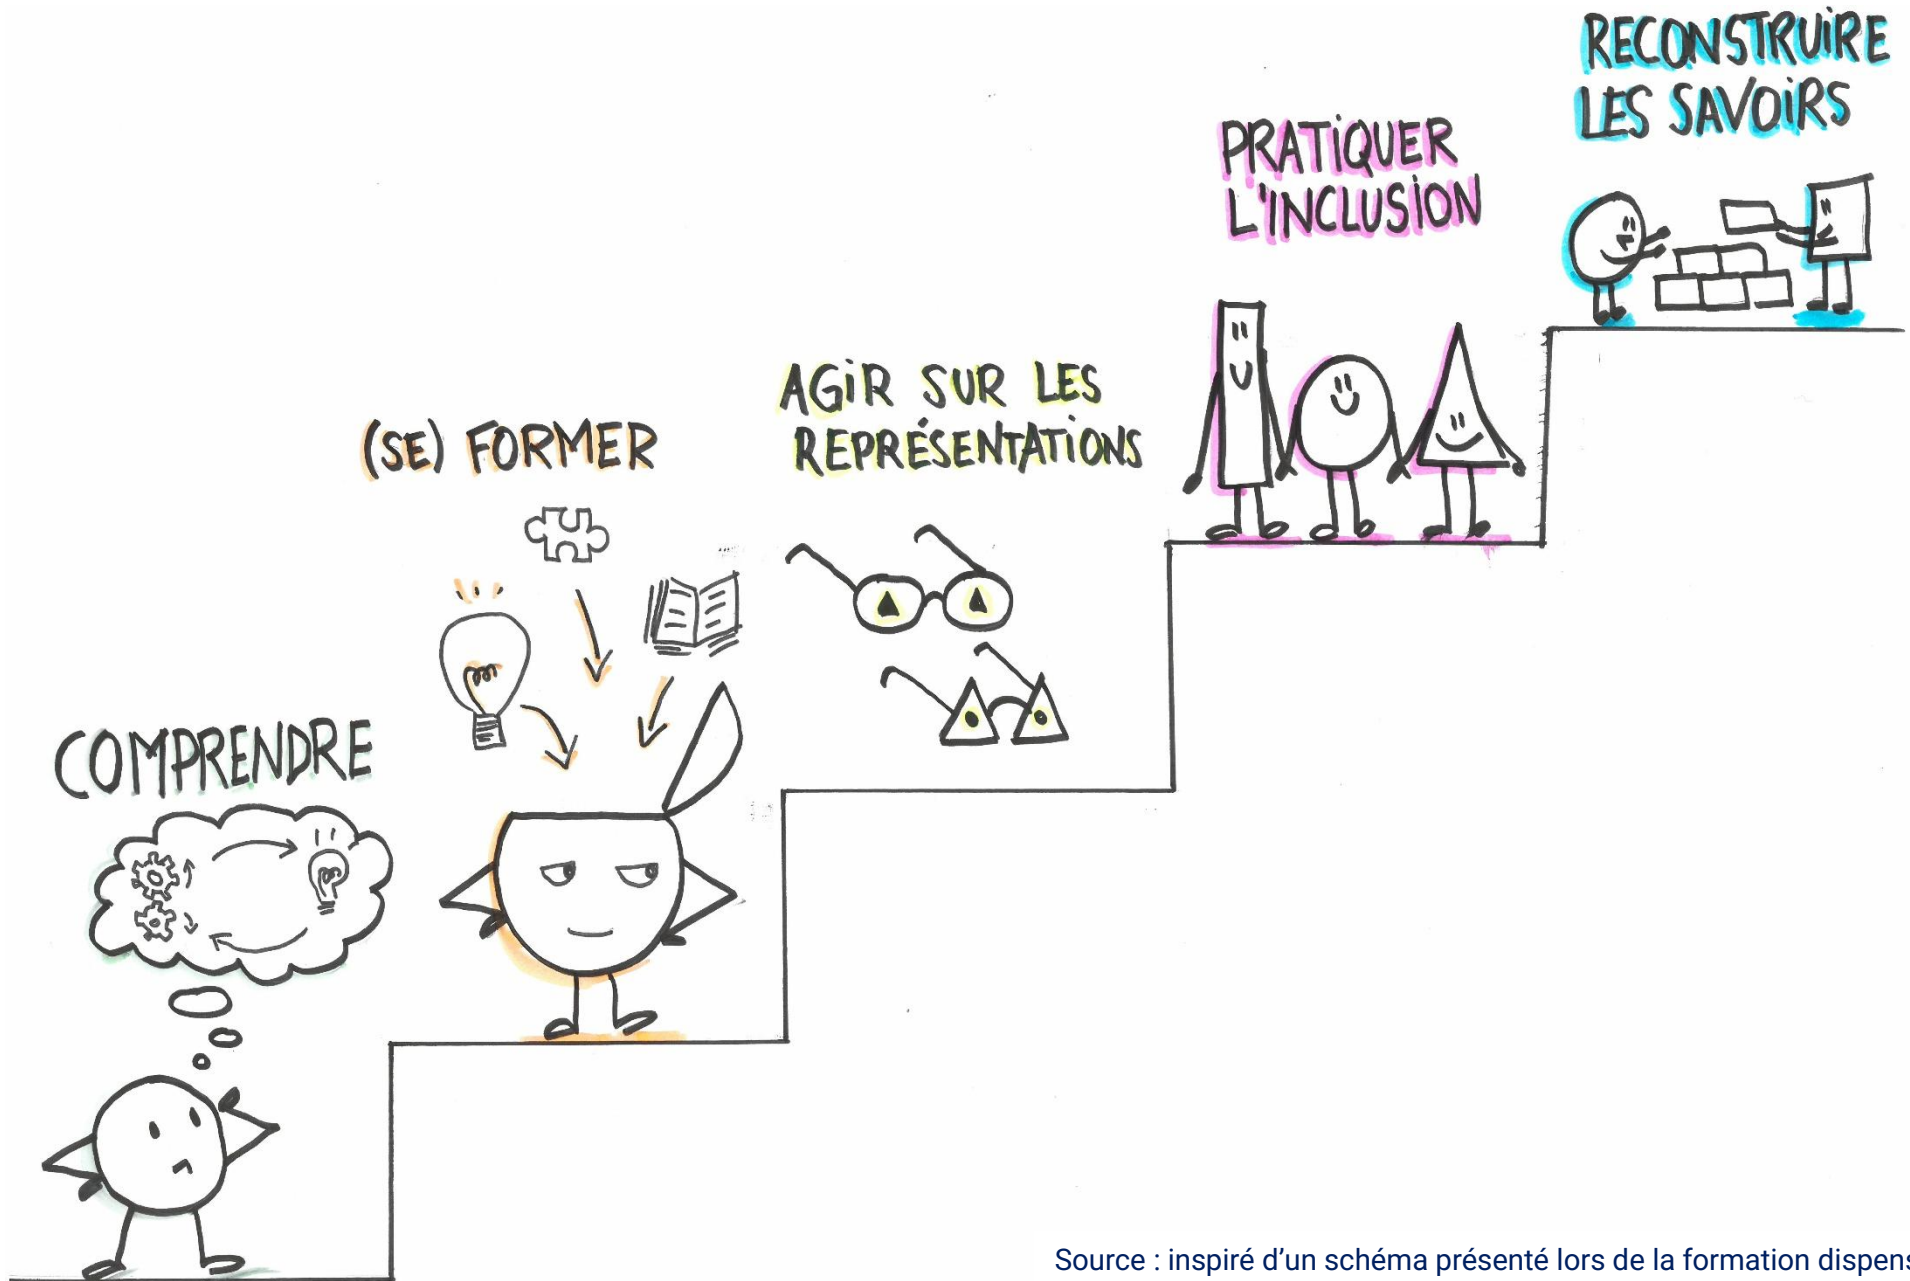 COMPRENDRE
(SE) FORMER
AGIR SUR LES
REPRÉSENTATIONS
PRATIQUER
L'INCLUSION
RECONSTRUIRE
LES SAVOIRS
Source : inspiré d’un schéma présenté lors de la formation